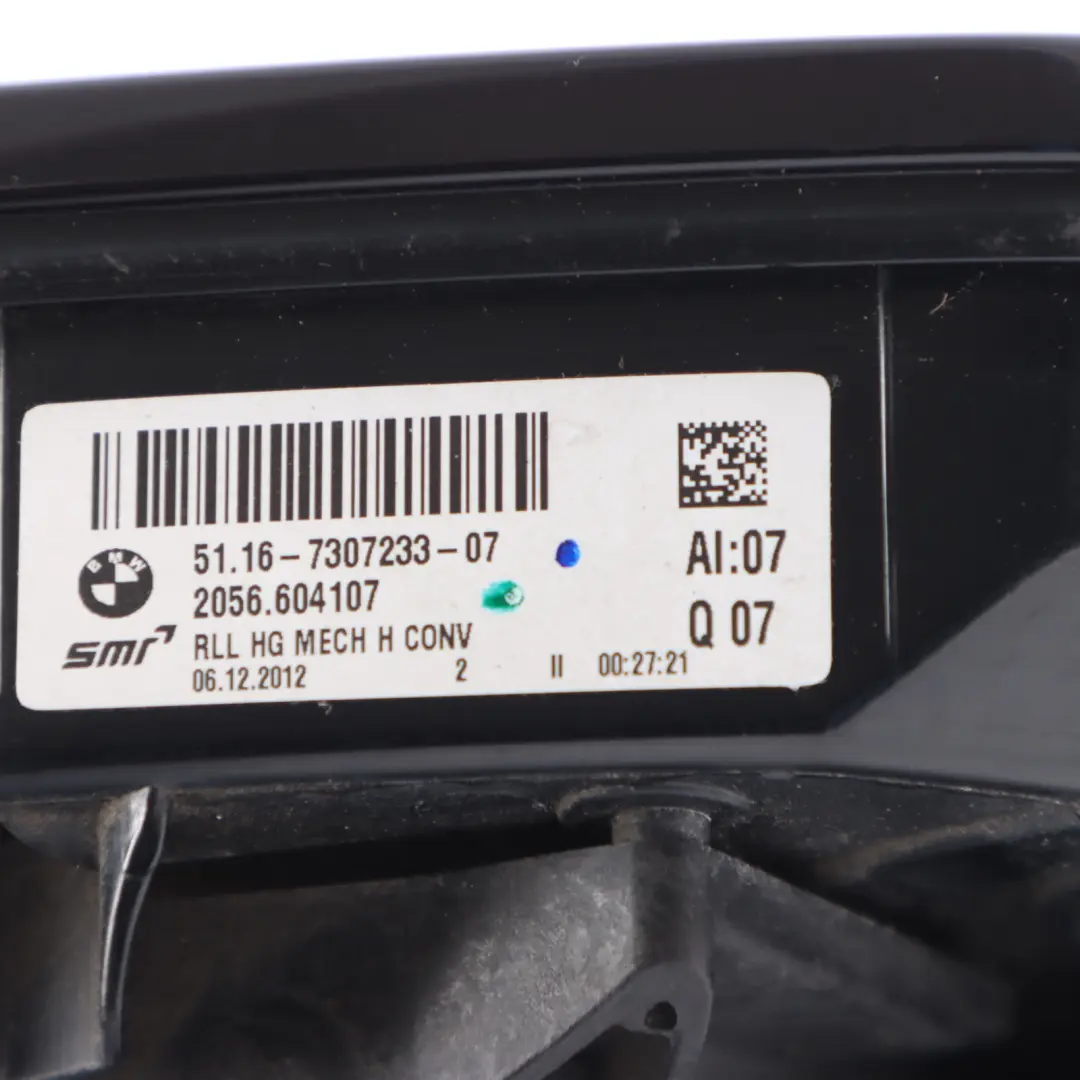 51.16-7307233-07
AI:07
BMW
2056.604107
Q 07
smr
RLL HG MECH H CONV
06.12.2012 2 II 00:27:21